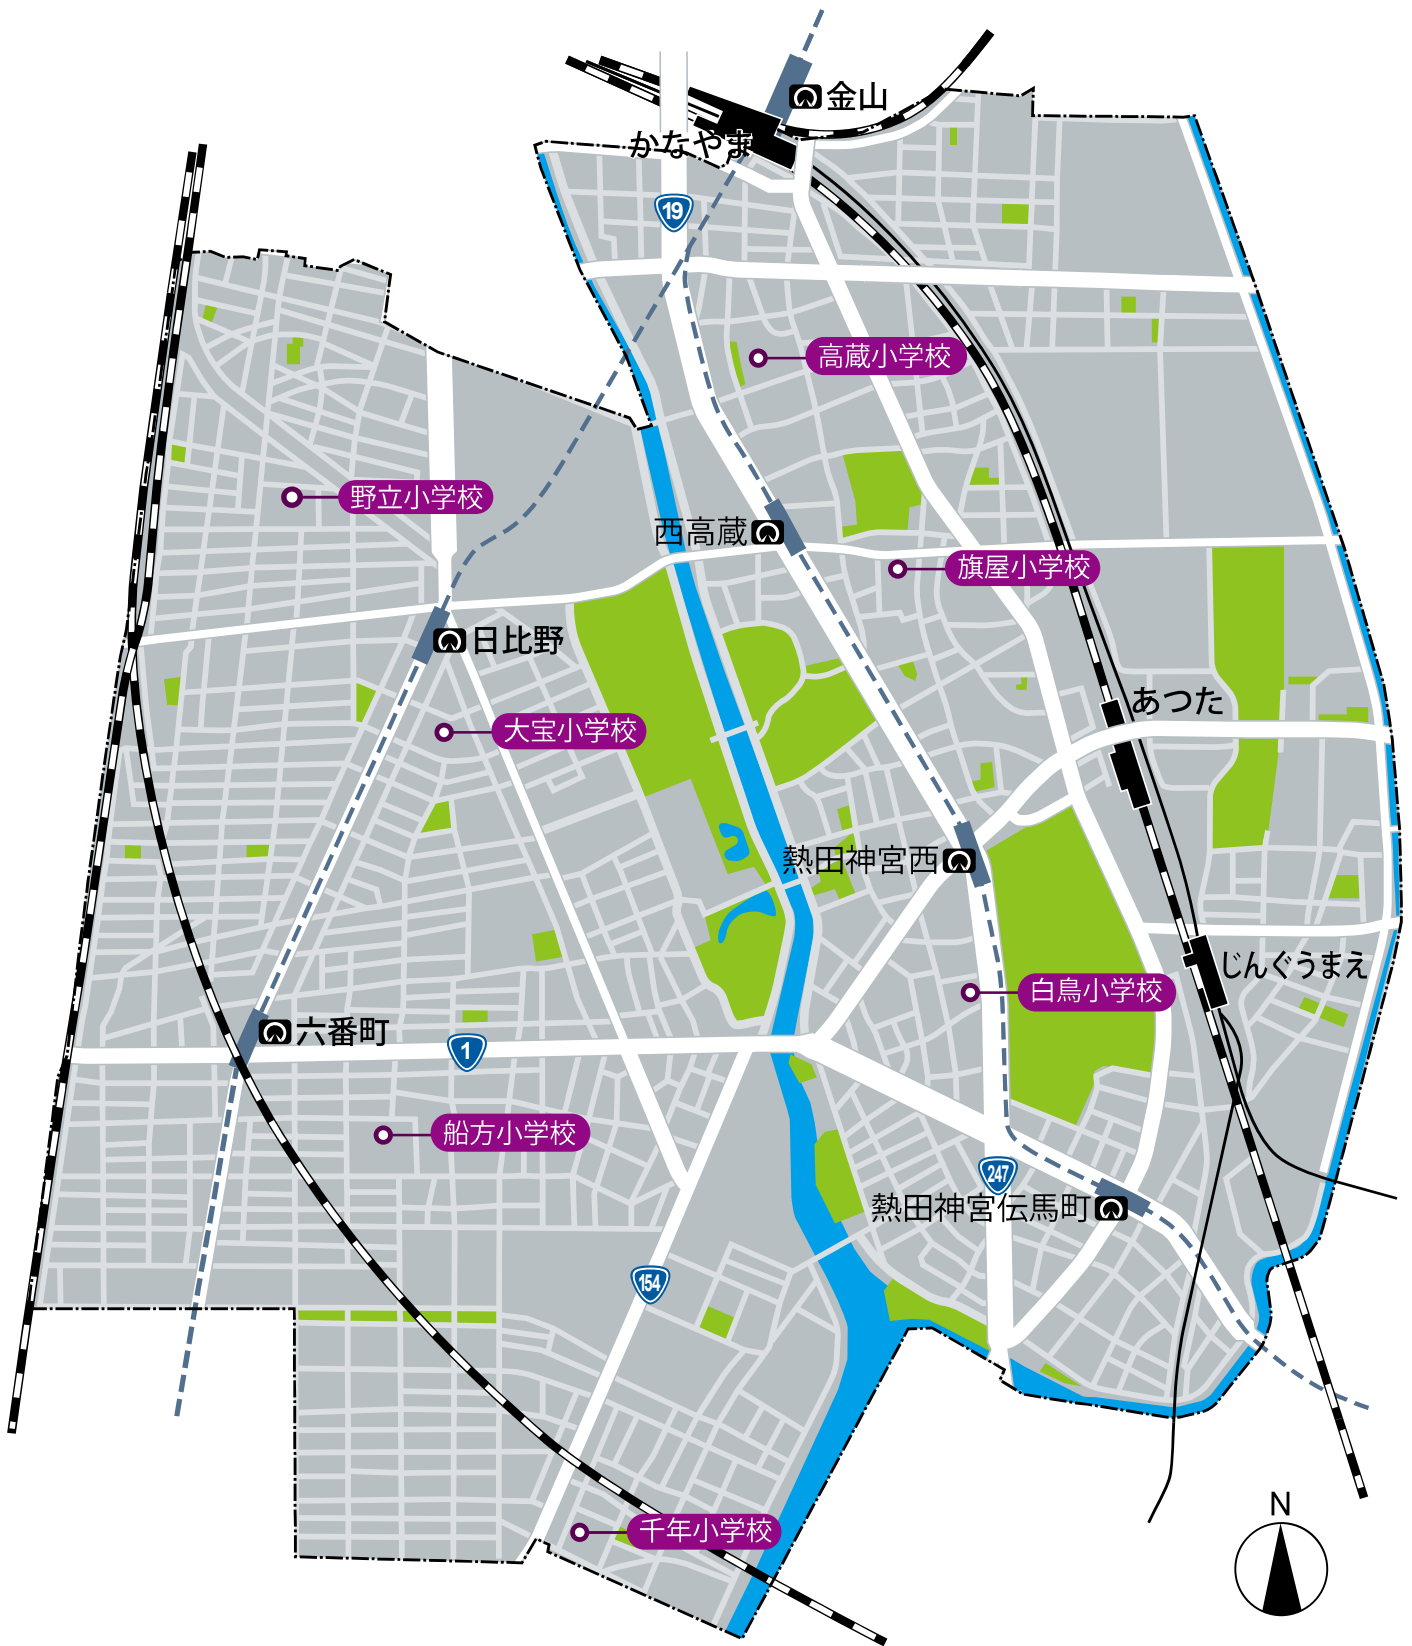 金山
かなやま
19
高蔵小学校
野立小学校
西高蔵
旗屋小学校
日比野
あつた
大宝小学校
熱田神宮西
じんぐうまえ
白鳥小学校
六番町
1
船方小学校
247
熱田神宮伝馬町
154
N
千年小学校